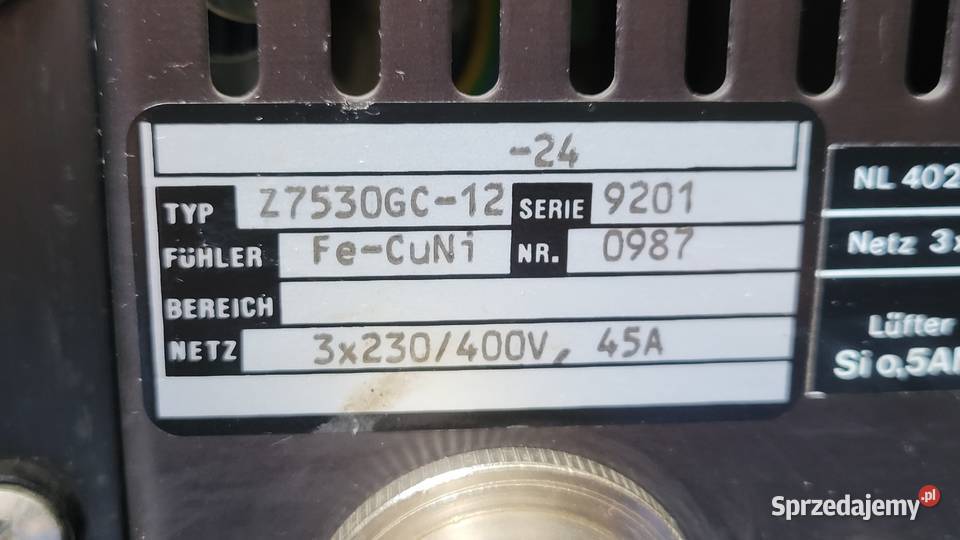 -24
TYP Z7530GC-12 SERIE 9201
FÜHLER Fe-CuNi NR. 0987
BEREICH
NETZ 3x230/400V, 45A
NL 402
Netz 3x
Lüfter
Si 0,5A
Sprzedajemy.pl